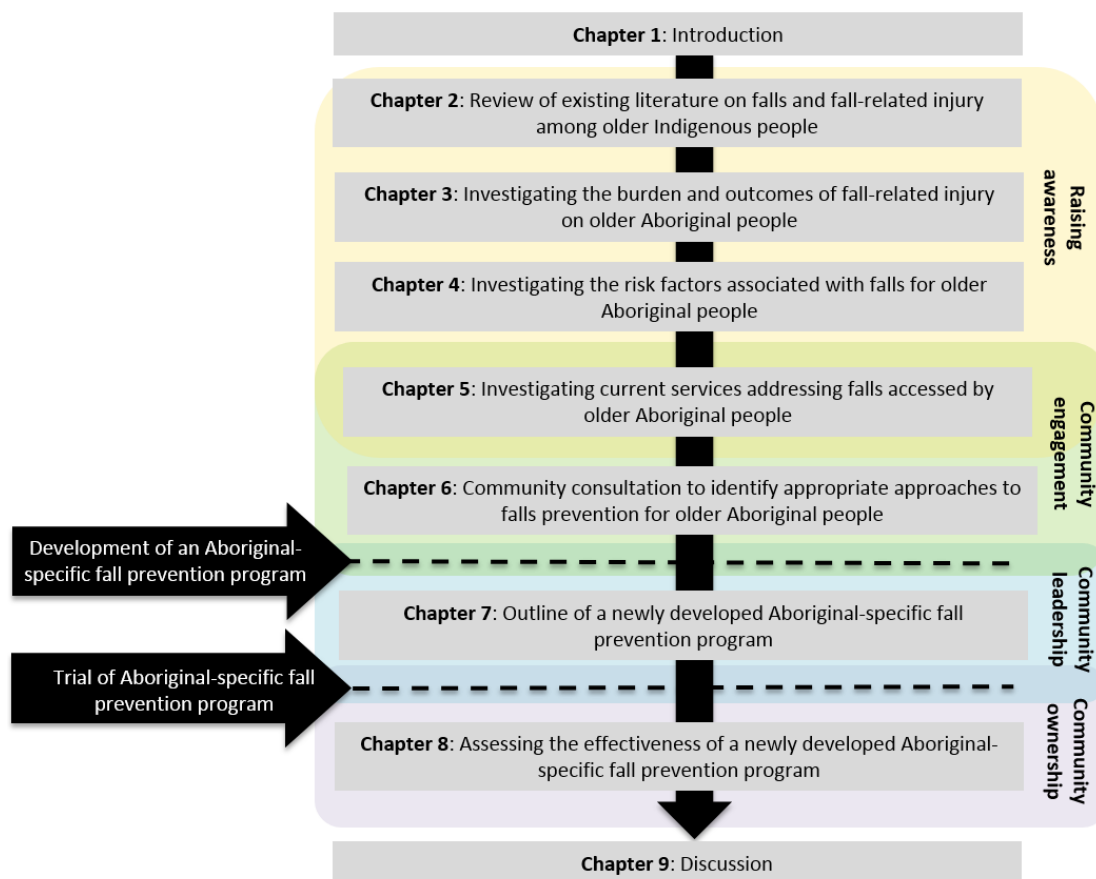 Chapter 1: Introduction
Chapter 2: Review of existing literature on falls and fall-related injury
among older Indigenous people
Chapter 3: Investigating the burden and outcomes of fall-related injury
on older Aboriginal people
Chapter 4: Investigating the risk factors associated with falls for older
Aboriginal people
Raising
awareness
Chapter 5: Investigating current services addressing falls accessed by
older Aboriginal people
Chapter 6: Community consultation to identify appropriate approaches to
falls prevention for older Aboriginal people
Community
engagement
Development of an Aboriginal-
specific fall prevention program
Chapter 7: Outline of a newly developed Aboriginal-specific fall
prevention program
Community
leadership
Trial of Aboriginal-specific fall
prevention program
Chapter 8: Assessing the effectiveness of a newly developed Aboriginal-
specific fall prevention program
Community
ownership
Chapter 9: Discussion